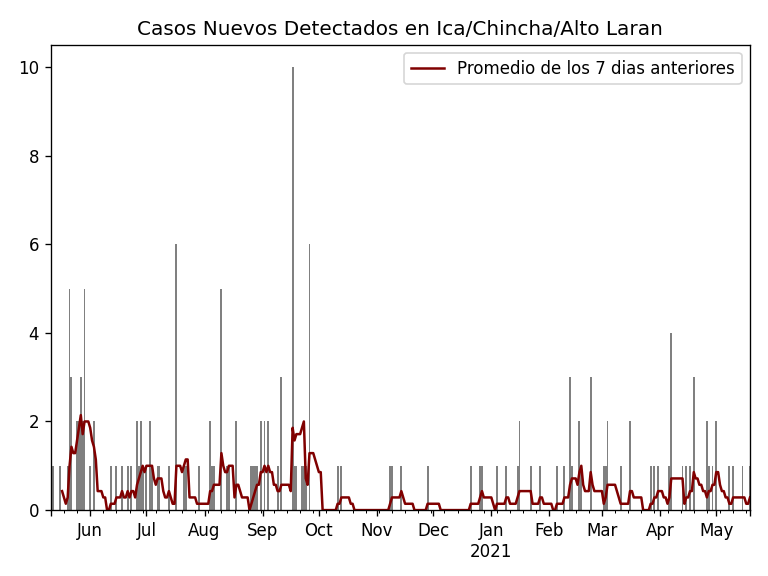 Casos Nuevos Detectados en Ica/Chincha/Alto Laran
Promedio de los 7 dias anteriores
10
8
6
4
2
0
Jun Jul Aug Sep Oct Nov Dec Jan Feb Mar Apr May
2021